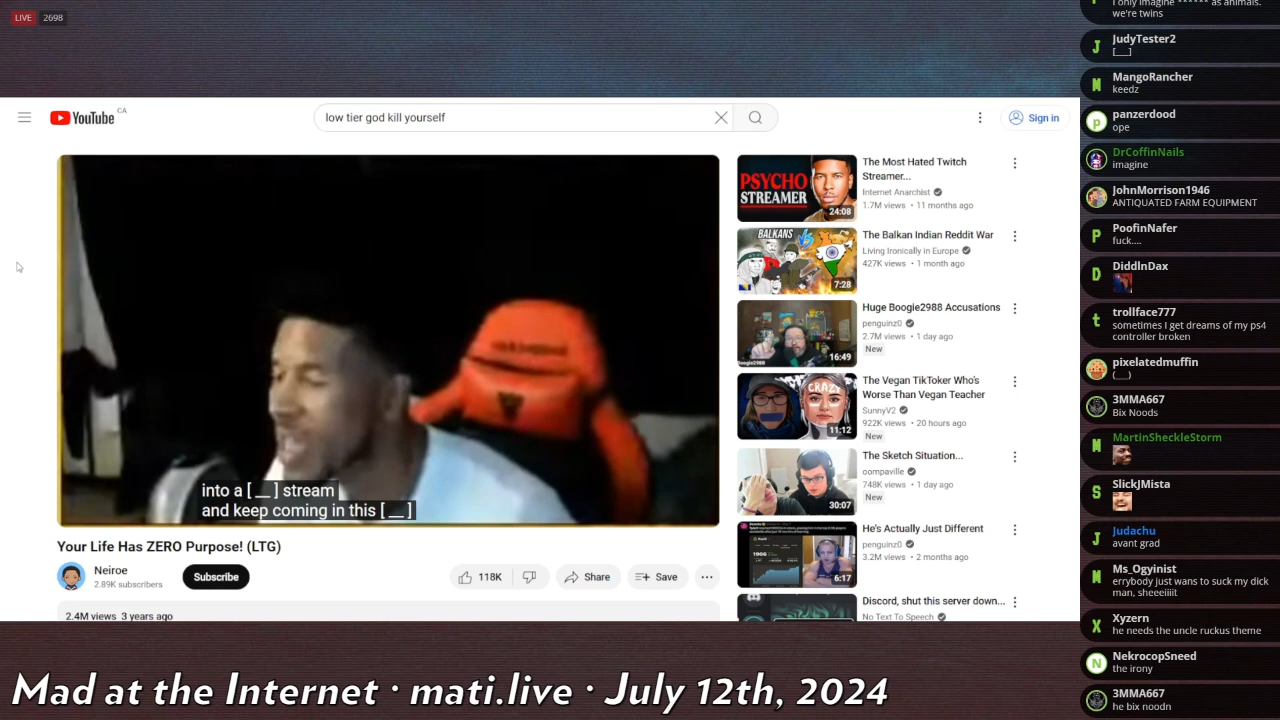 LIVE 2698
YouTube CA
low tier god kill yourself
Sign in
into a [ __ ] stream
and keep coming in this [ __ ]
Your Life Has ZERO Purpose! (LTG)
Neiroe
2.89K subscribers
Subscribe
118K
Share
Save
2.4M views 3 years ago
PSYCHO
STREAMER
24:08
The Most Hated Twitch
Streamer...
Internet Anarchist
1.7M views • 11 months ago
BALKANS
7:28
The Balkan Indian Reddit War
Living Ironically in Europe
427K views • 1 month ago
Boogie2988
16:49
Huge Boogie2988 Accusations
penguinz0
2.7M views • 1 day ago
New
CRAZY
11:12
The Vegan TikToker Who's
Worse Than Vegan Teacher
SunnyV2
922K views • 20 hours ago
New
30:07
The Sketch Situation...
oompaville
748K views • 1 day ago
New
6:17
He's Actually Just Different
penguinz0
3.2M views • 2 months ago
Discord, shut this server down...
No Text To Speech
I only imagine ****** as animals.
we're twins
JudyTester2
[__]
MangoRancher
keedz
panzerdood
ope
DrCoffinNails
imagine
JohnMorrison1946
ANTIQUATED FARM EQUIPMENT
PoofinNafer
fuck....
DiddlnDax
trollface777
sometimes I get dreams of my ps4
controller broken
pixelatedmuffin
(__)
3MMA667
Bix Noods
MartinSheckleStorm
SlickJMista
Judachu
avant grad
Ms_Ogyinist
errybody just wants to suck my dick
man, sheeeiiiit
Xyzern
he needs the uncle ruckus theme
NekrocopSneed
the irony
3MMA667
he bix noodn
Mad at the Internet · mati.live · July 12th, 2024